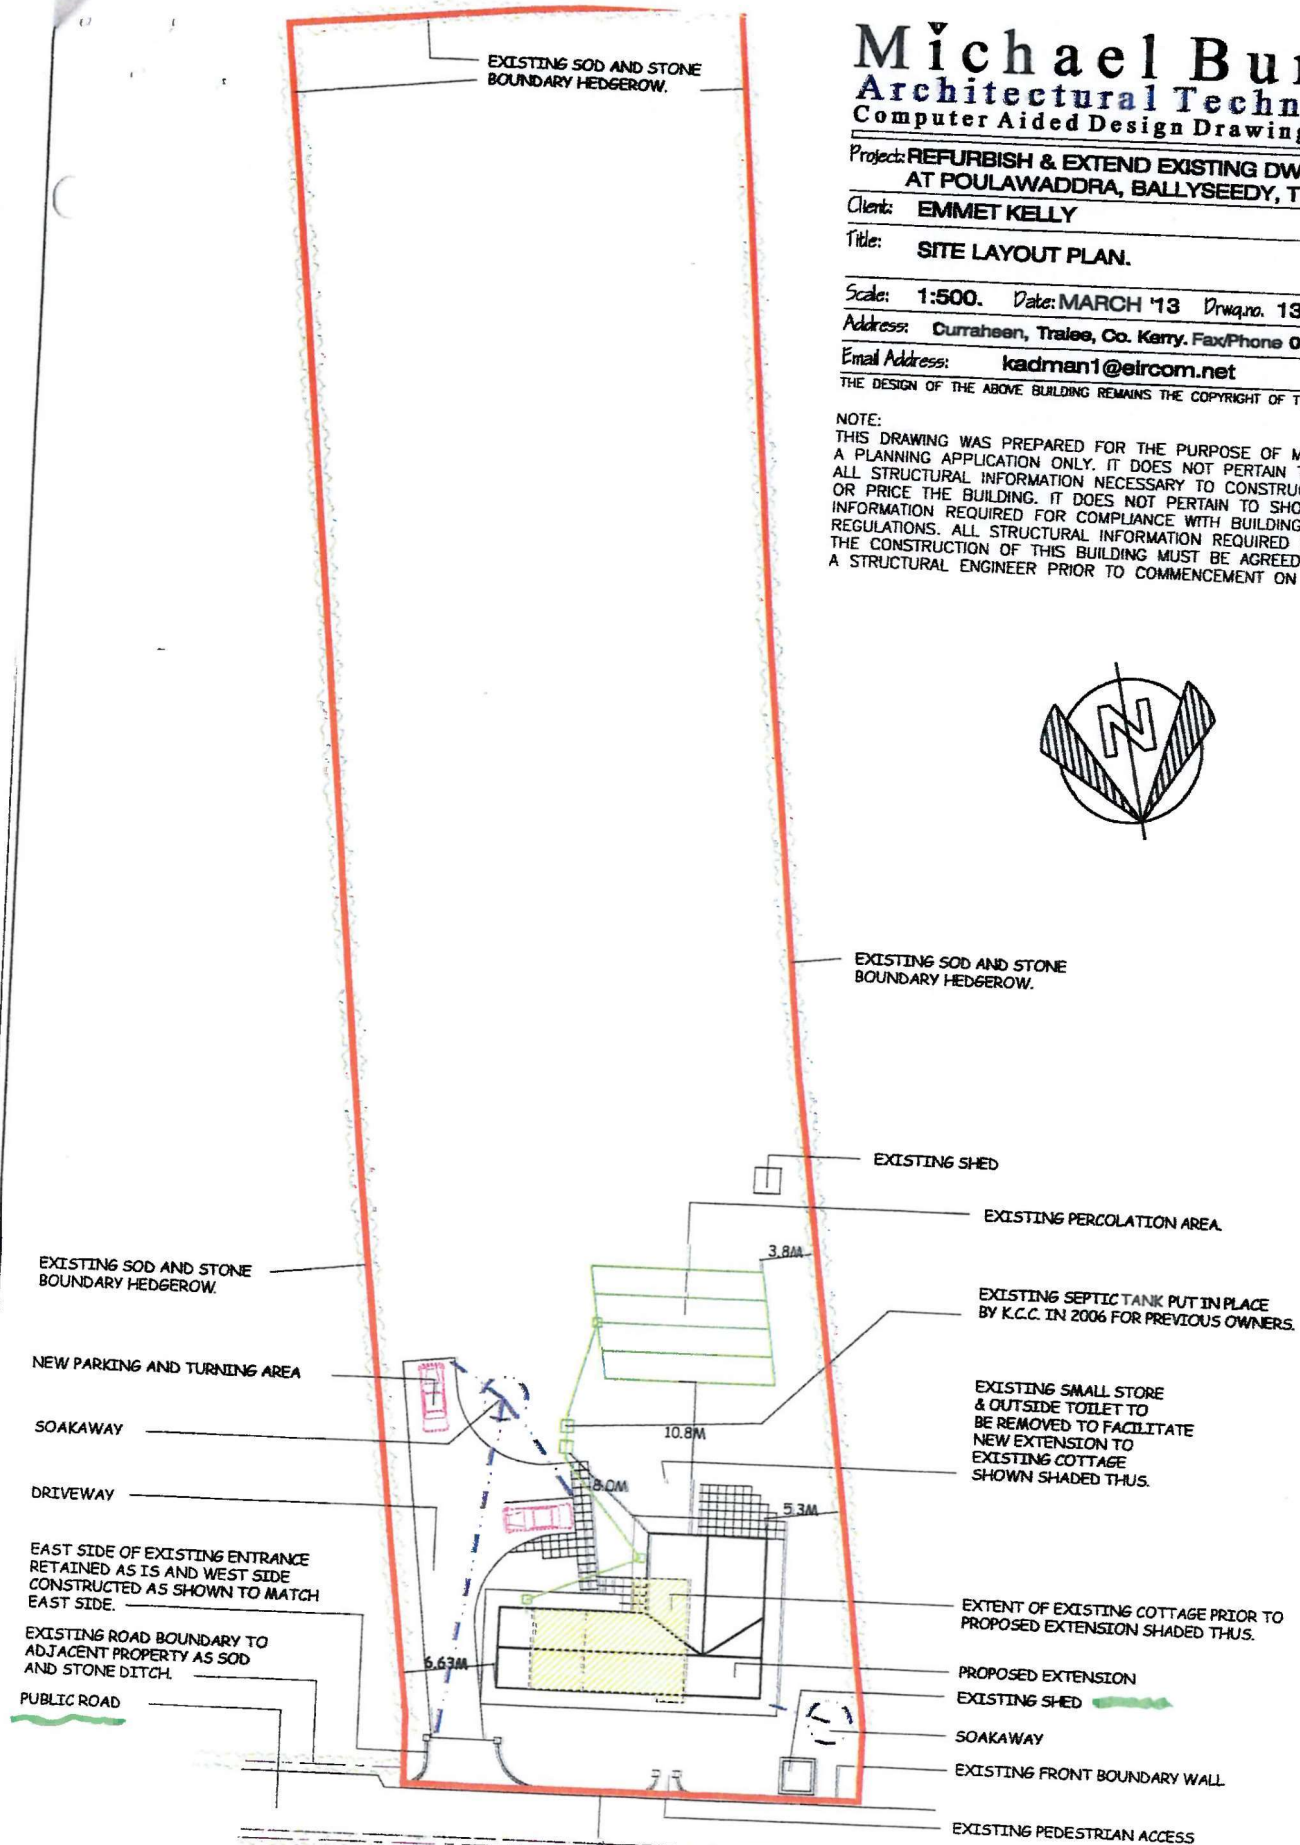 EXISTING SOD AND STONE
BOUNDARY HEDGEROW.
Michael
Architectural
Computer Aided Design
Project: REFURBISH & EXTEND EXISTING
AT POULAWADDRA, BALLYSEEDY,
Client: EMMET KELLY
Title: SITE LAYOUT PLAN.
Scale: 1:500. Date: MARCH '13 Drwg.no. 13
Address: Curraheen, Tralee, Co. Kerry. Fax/Phone 0
Email Address: kadman1@eircom.net
THE DESIGN OF THE ABOVE BUILDING REMAINS THE COPYRIGHT OF
NOTE:
THIS DRAWING WAS PREPARED FOR THE PURPOSE OF
A PLANNING APPLICATION ONLY. IT DOES NOT PERTAIN
ALL STRUCTURAL INFORMATION NECESSARY TO
OR PRICE THE BUILDING. IT DOES NOT PERTAIN TO
INFORMATION REQUIRED FOR COMPLIANCE WITH BUILDING
REGULATIONS. ALL STRUCTURAL INFORMATION REQUIRED
THE CONSTRUCTION OF THIS BUILDING MUST BE AGREED
A STRUCTURAL ENGINEER PRIOR TO COMMENCEMENT ON
N
EXISTING SOD AND STONE
BOUNDARY HEDGEROW.
EXISTING SHED
EXISTING PERCOLATION AREA.
3.8M
EXISTING SOD AND STONE
BOUNDARY HEDGEROW.
EXISTING SEPTIC TANK PUT IN PLACE
BY K.C.C. IN 2006 FOR PREVIOUS OWNERS.
NEW PARKING AND TURNING AREA
SOAKAWAY
10.8M
EXISTING SMALL STORE
& OUTSIDE TOILET TO
BE REMOVED TO FACILITATE
NEW EXTENSION TO
EXISTING COTTAGE
SHOWN SHADED THUS.
8.0M
5.3M
DRIVEWAY
EAST SIDE OF EXISTING ENTRANCE
RETAINED AS IS AND WEST SIDE
CONSTRUCTED AS SHOWN TO MATCH
EAST SIDE.
EXTENT OF EXISTING COTTAGE PRIOR TO
PROPOSED EXTENSION SHADED THUS.
EXISTING ROAD BOUNDARY TO
ADJACENT PROPERTY AS SOD
AND STONE DITCH.
6.63M
PROPOSED EXTENSION
PUBLIC ROAD
EXISTING SHED
SOAKAWAY
EXISTING FRONT BOUNDARY WALL
EXISTING PEDESTRIAN ACCESS